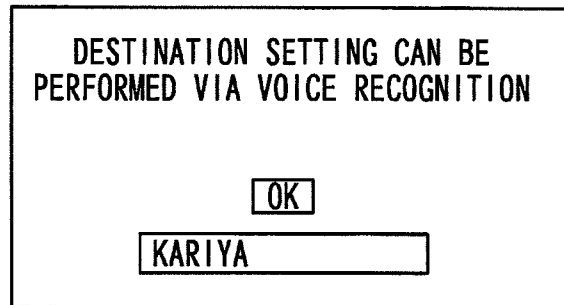 DESTINATION SETTING CAN BE
PERFORMED VIA VOICE RECOGNITION
OK
KARIYA